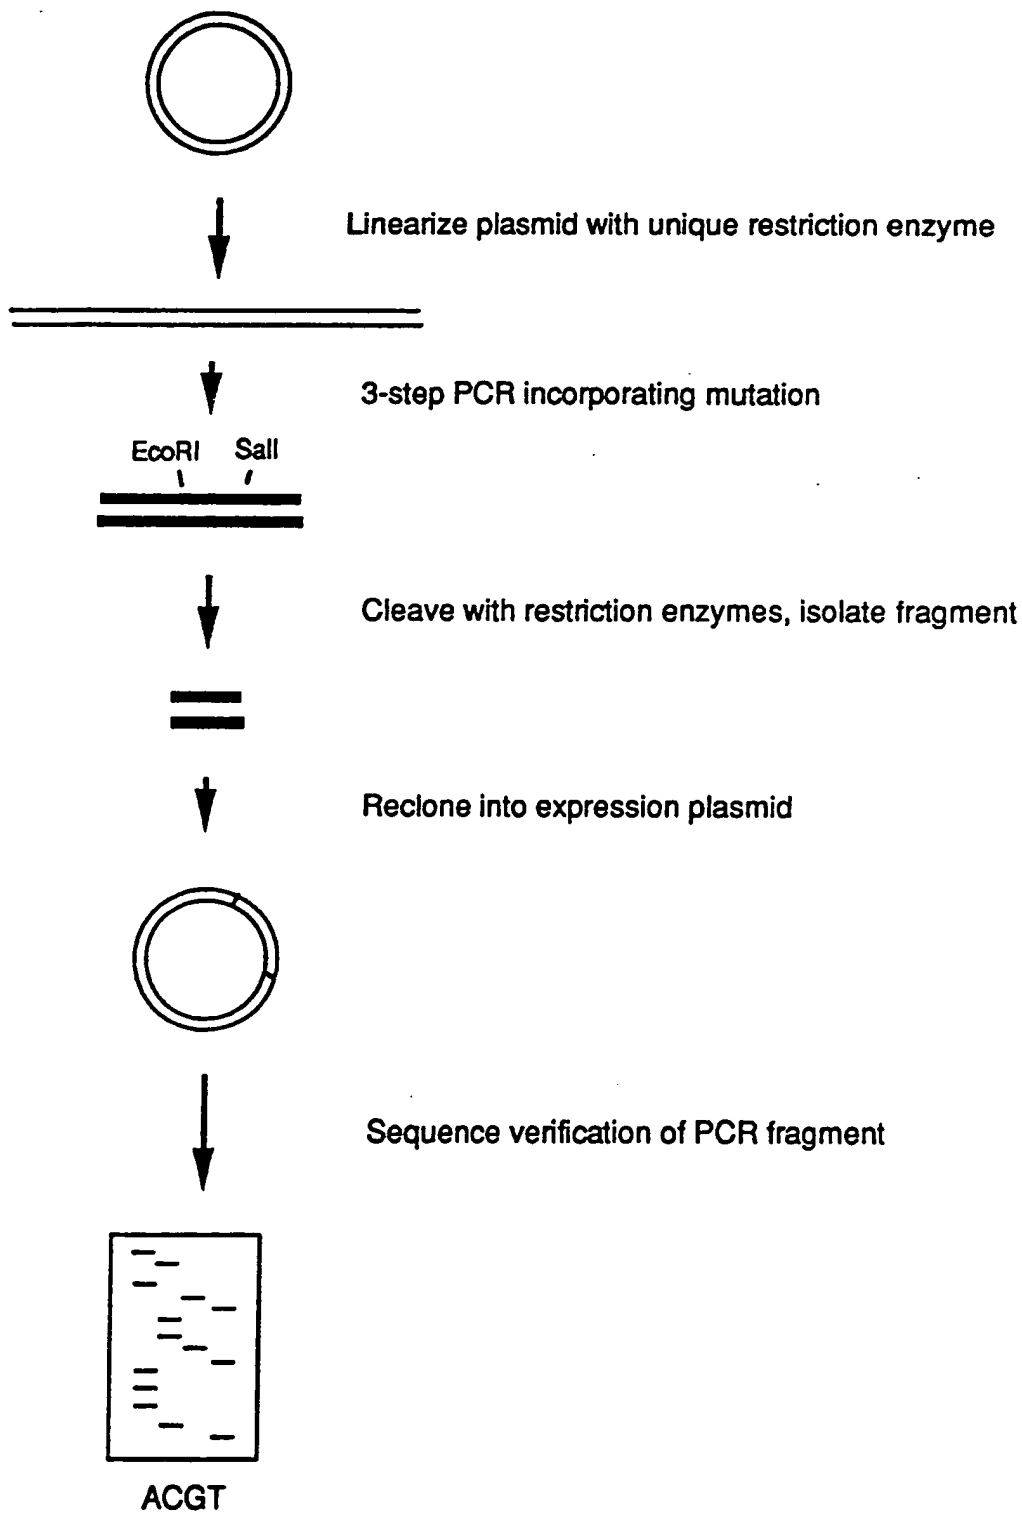 Linearize plasmid with unique restriction enzyme
3-step PCR incorporating mutation
EcoRI SalI
Cleave with restriction enzymes, isolate fragment
Reclone into expression plasmid
Sequence verification of PCR fragment
ACGT